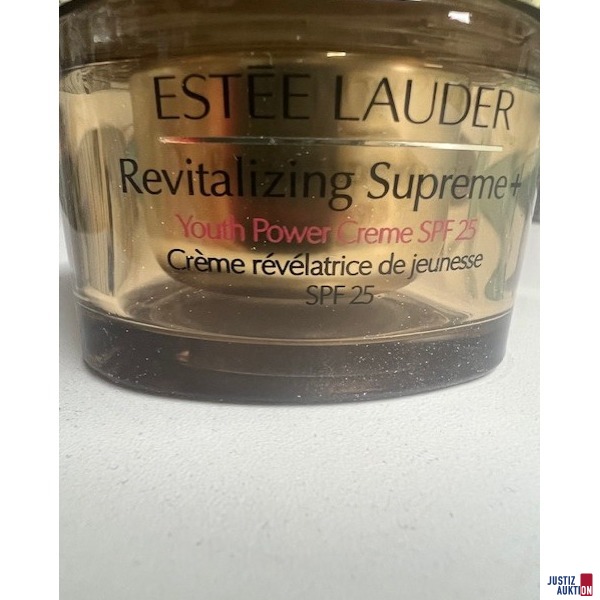 ESTĒE LAUDER
Revitalizing Supreme+
Youth Power Creme SPF 25
Crème révélatrice de jeunesse
SPF 25
JUSTIZ
AUKTION